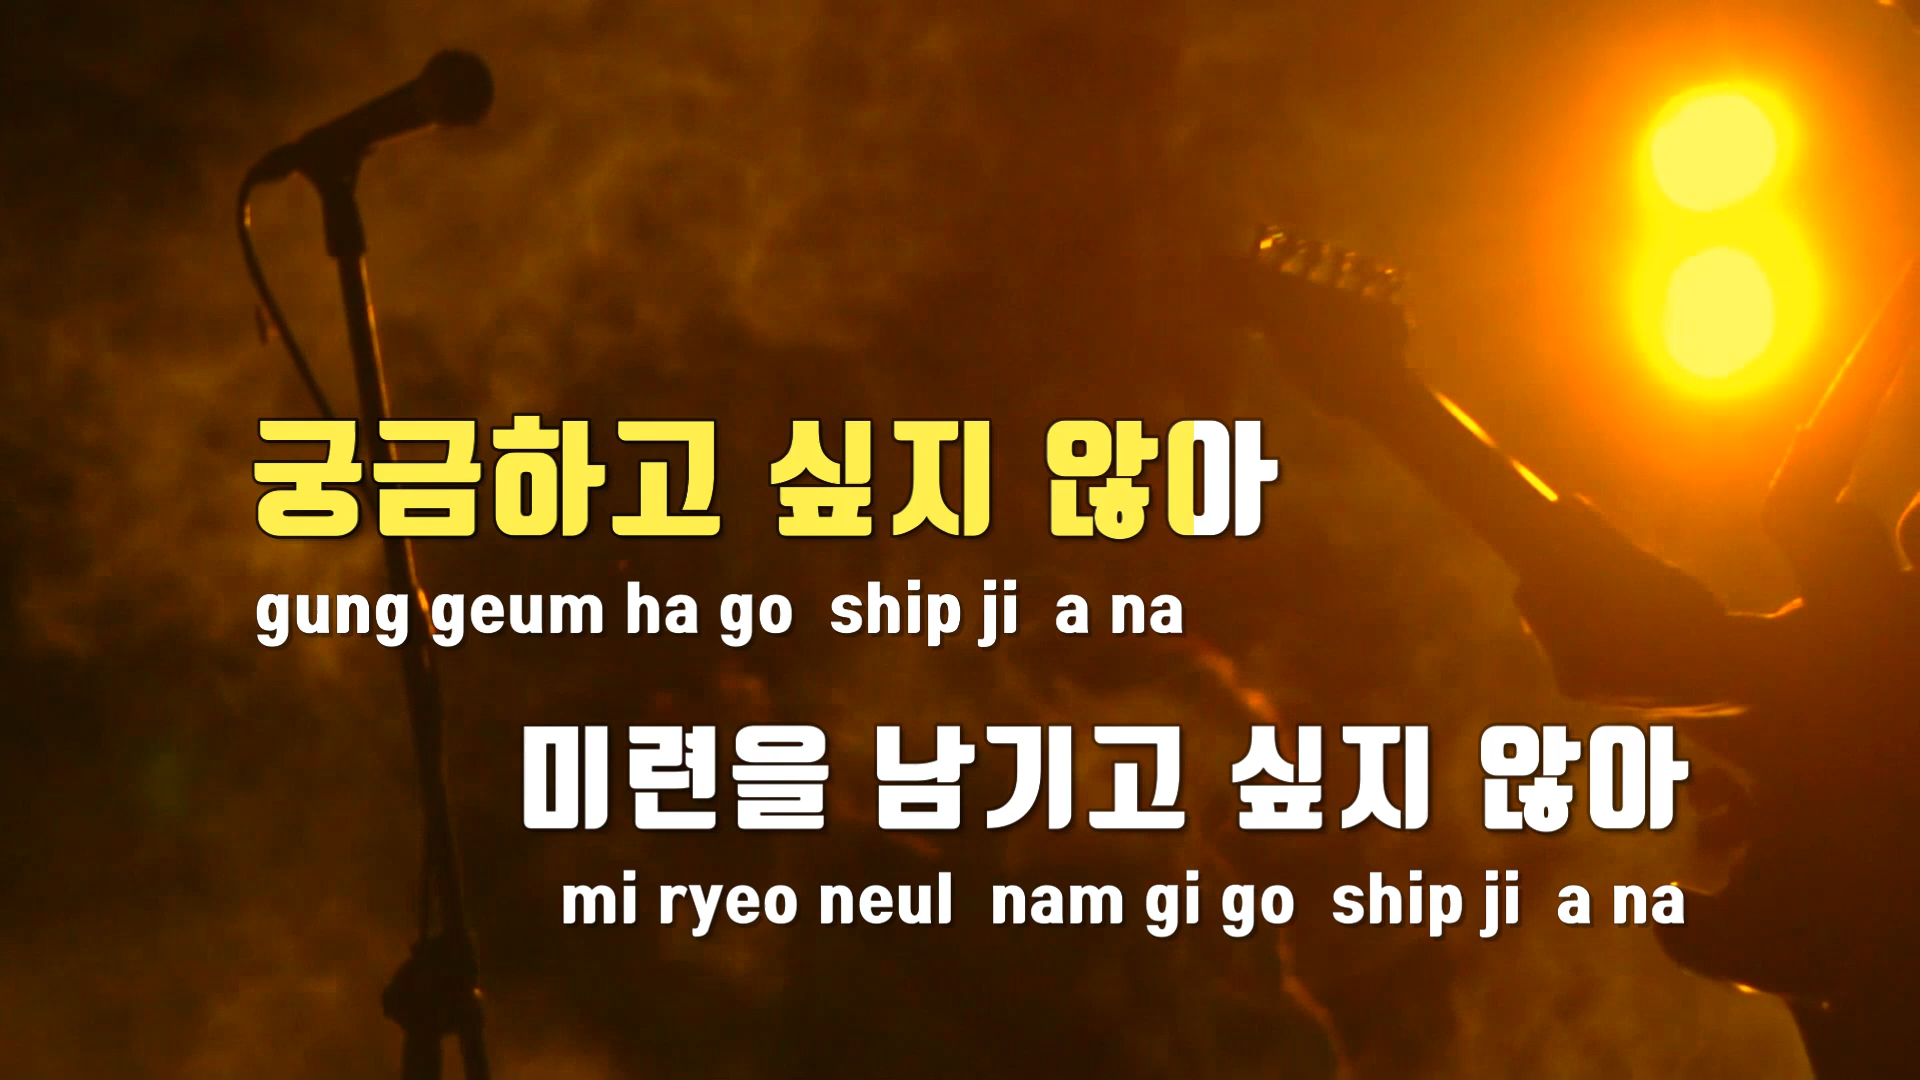 궁금하고 싶지 않아
gung geum ha go ship ji a na
미련을 남기고 싶지 않아
mi ryeo neul nam gi go ship ji a na